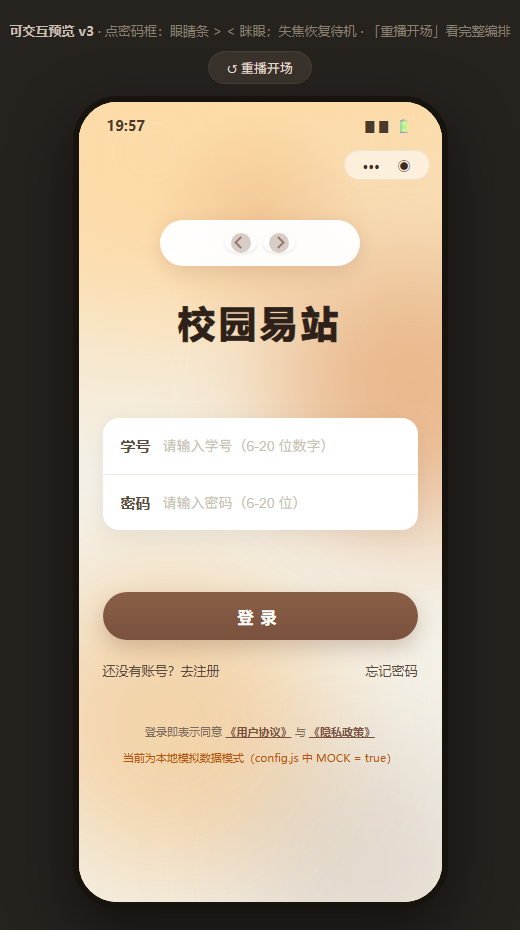 可交互预览 v3 · 点密码框：眼睛条 > < 眯眼；失焦恢复待机 · 「重播开场」看完整编排
↺ 重播开场
19:57
校园易站
学号 请输入学号（6-20 位数字）
密码 请输入密码（6-20 位）
登 录
还没有账号？去注册 忘记密码
登录即表示同意 《用户协议》 与 《隐私政策》
当前为本地模拟数据模式（config.js 中 MOCK = true）